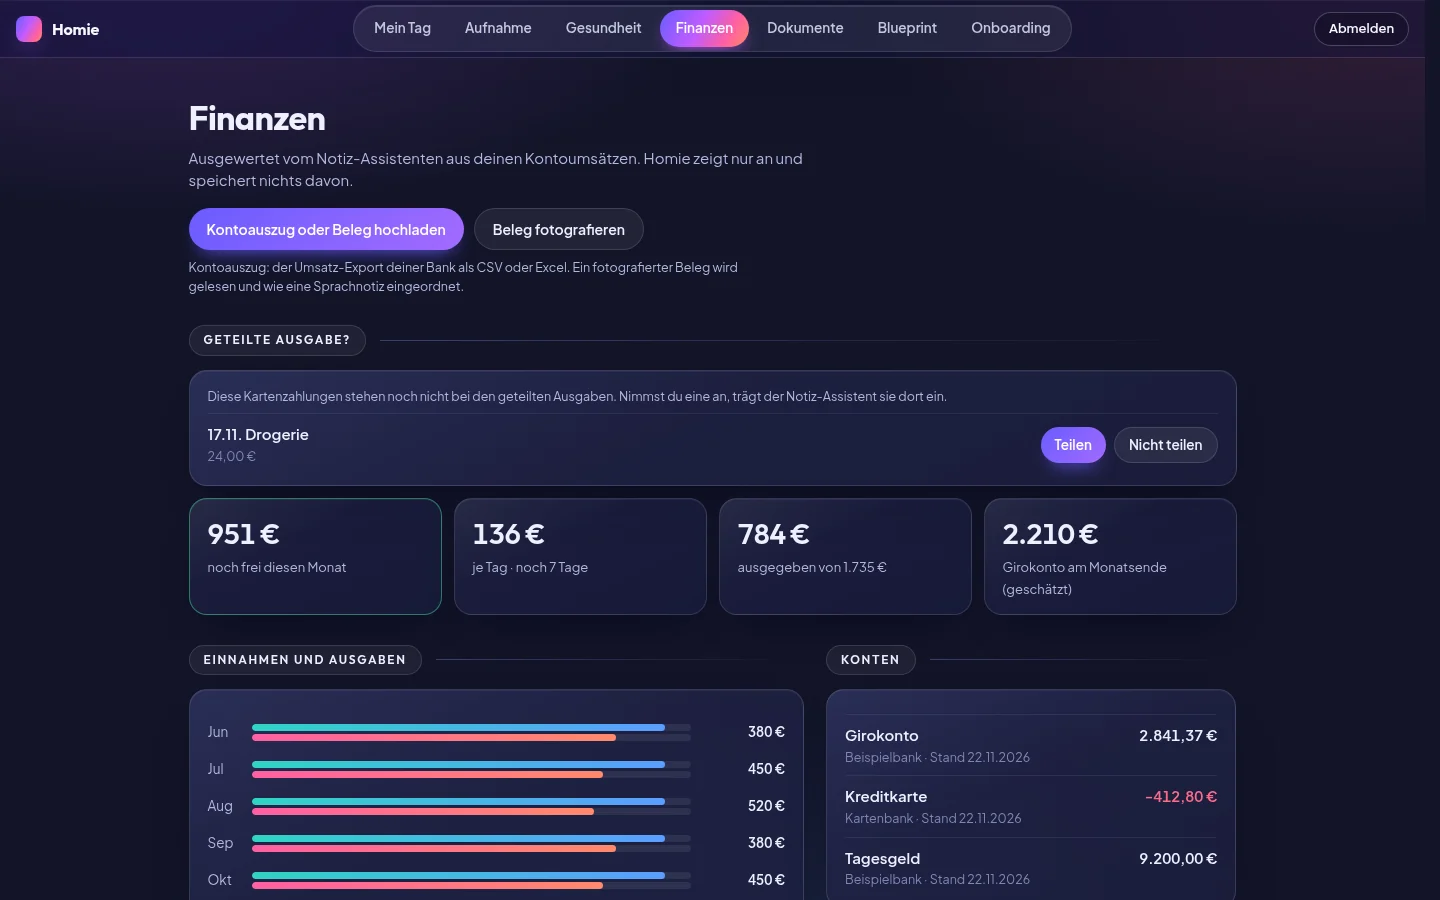 Homie
Mein Tag
Aufnahme
Gesundheit
Finanzen
Dokumente
Blueprint
Onboarding
Abmelden
Finanzen
Ausgewertet vom Notiz-Assistenten aus deinen Kontoumsätzen. Homie zeigt nur an und
speichert nichts davon.
Kontoauszug oder Beleg hochladen
Beleg fotografieren
Kontoauszug: der Umsatz-Export deiner Bank als CSV oder Excel. Ein fotografierter Beleg wird
gelesen und wie eine Sprachnotiz eingeordnet.
GETEILTE AUSGABE?
Diese Kartenzahlungen stehen noch nicht bei den geteilten Ausgaben. Nimmst du eine an, trägt der Notiz-Assistent sie dort ein.
17.11. Drogerie
24,00 €
Teilen
Nicht teilen
951 €
noch frei diesen Monat
136 €
je Tag · noch 7 Tage
784 €
ausgegeben von 1.735 €
2.210 €
Girokonto am Monatsende
(geschätzt)
EINNAHMEN UND AUSGABEN
Jun 380 €
Jul 450 €
Aug 520 €
Sep 380 €
Okt 450 €
KONTEN
Girokonto 2.841,37 €
Beispielbank · Stand 22.11.2026
Kreditkarte −412,80 €
Kartenbank · Stand 22.11.2026
Tagesgeld 9.200,00 €
Beispielbank · Stand 22.11.2026